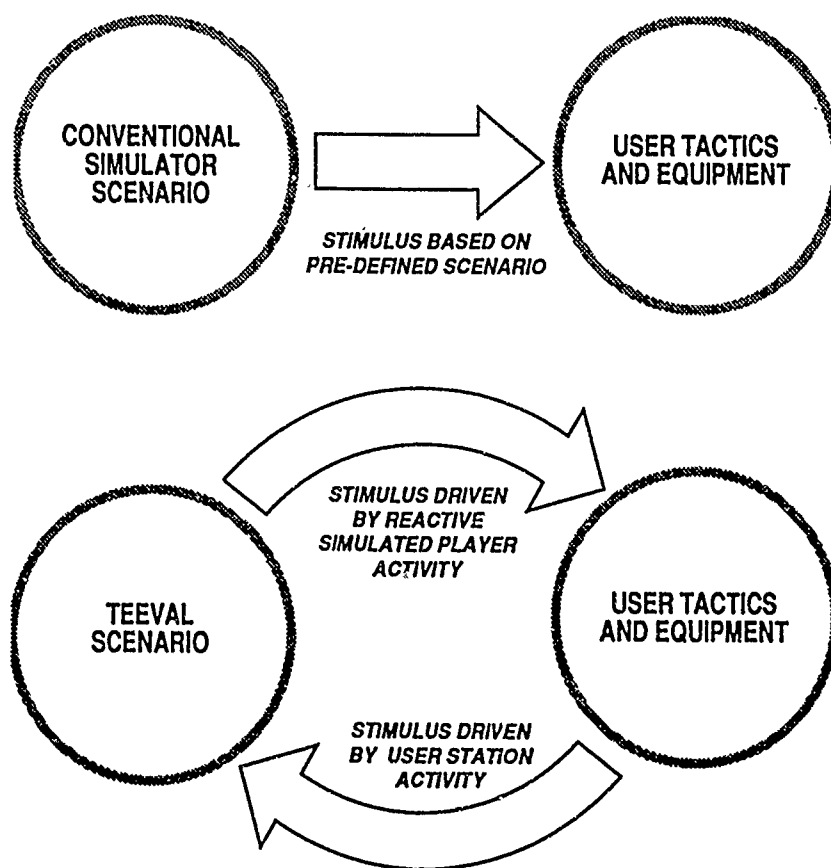 CONVENTIONAL
SIMULATOR
SCENARIO
USER TACTICS
AND EQUIPMENT
STIMULUS BASED ON
PRE-DEFINED SCENARIO
STIMULUS DRIVEN
BY REACTIVE
SIMULATED PLAYER
ACTIVITY
TEEVAL
SCENARIO
USER TACTICS
AND EQUIPMENT
STIMULUS DRIVEN
BY USER STATION
ACTIVITY